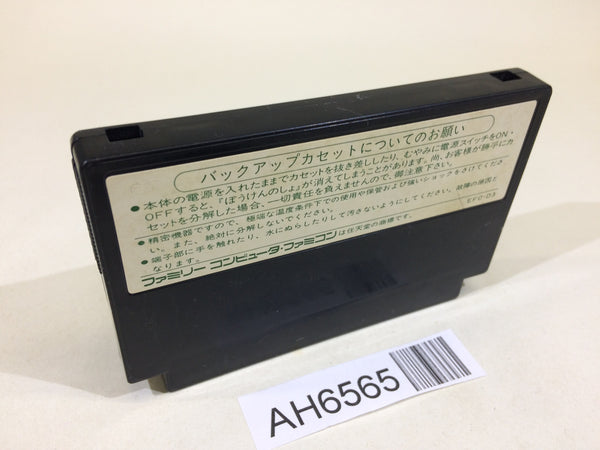 バックアップカセットについてのお願い
●本体の電源を入れたままでカセットを抜き差ししたり、むやみに電源スイッチをON・
OFFすると、『ぼうけんのしょ』が消えてしまうことがあります。尚、お客様が勝手にカ
セットを分解した場合、一切責任を負えませんので、御注意下さい。
●精密機器ですので、極端な温度条件下での使用や保管および強いショックをさけてくださ
い。また、絶対に分解しないでください。
●端子部に手を触れたり、水にぬらしたりして汚さないようにしてください。故障の原因と
なります。
ファミリーコンピュータ・ファミコンは任天堂の商標です。
EFC-D3
AH6565